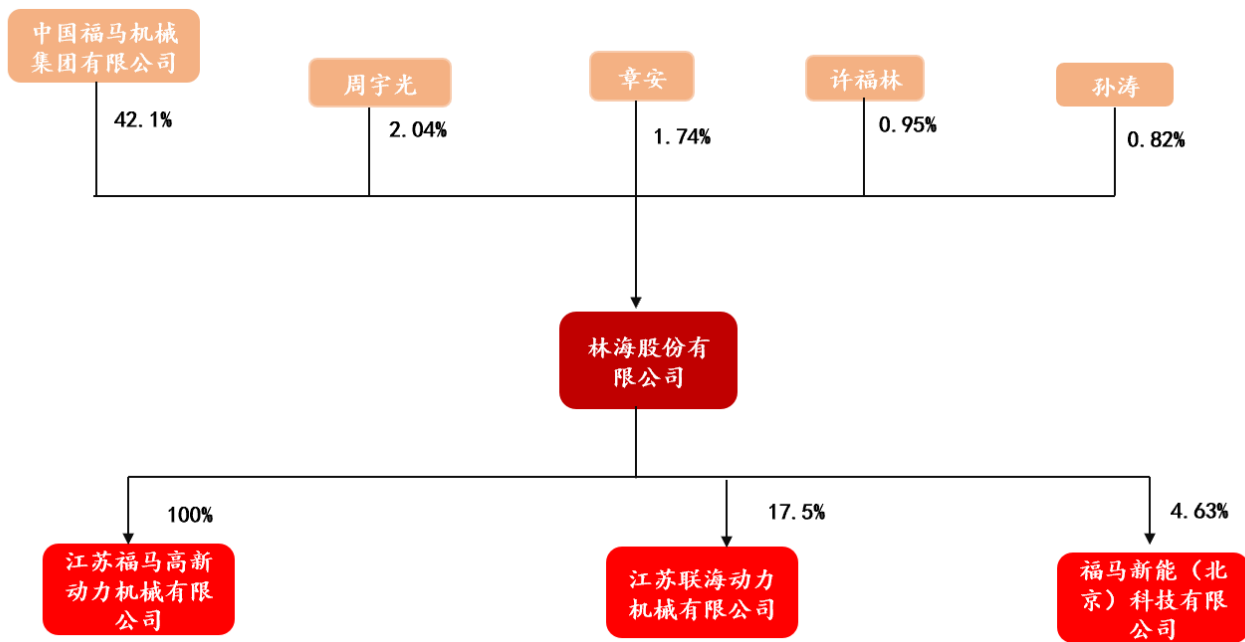 中国福马机械
集团有限公司
周宇光
章安
许福林
孙涛
42.1%
2.04%
1.74%
0.95%
0.82%
林海股份有
限公司
100%
17.5%
4.63%
江苏福马高新
动力机械有限
公司
江苏联海动力
机械有限公司
福马新能（北
京）科技有限
公司